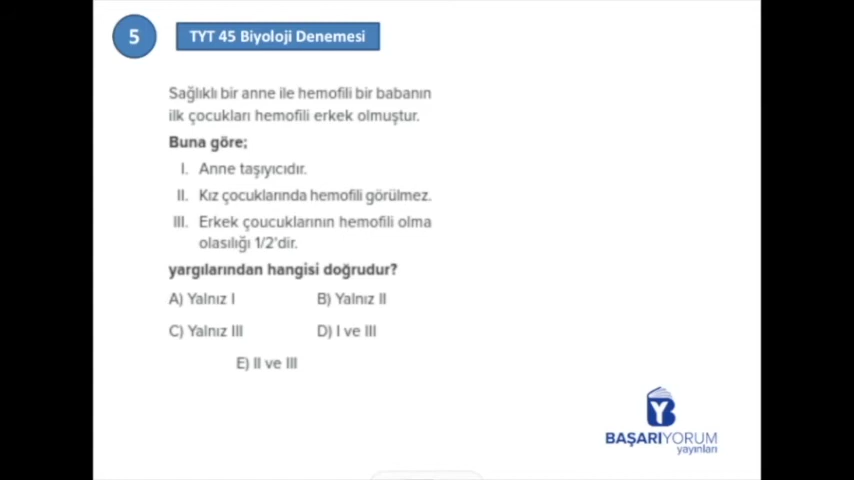 5
TYT 45 Biyoloji Denemesi
Sağlıklı bir anne ile hemofili bir babanın
ilk çocukları hemofili erkek olmuştur.
Buna göre;
I. Anne taşıyıcıdır.
II. Kız çocuklarında hemofili görülmez.
III. Erkek çoucuklarının hemofili olma
olasılığı 1/2'dir.
yargılarından hangisi doğrudur?
A) Yalnız I B) Yalnız II
C) Yalnız III D) I ve III
E) II ve III
BAŞARIYORUM
yayınları